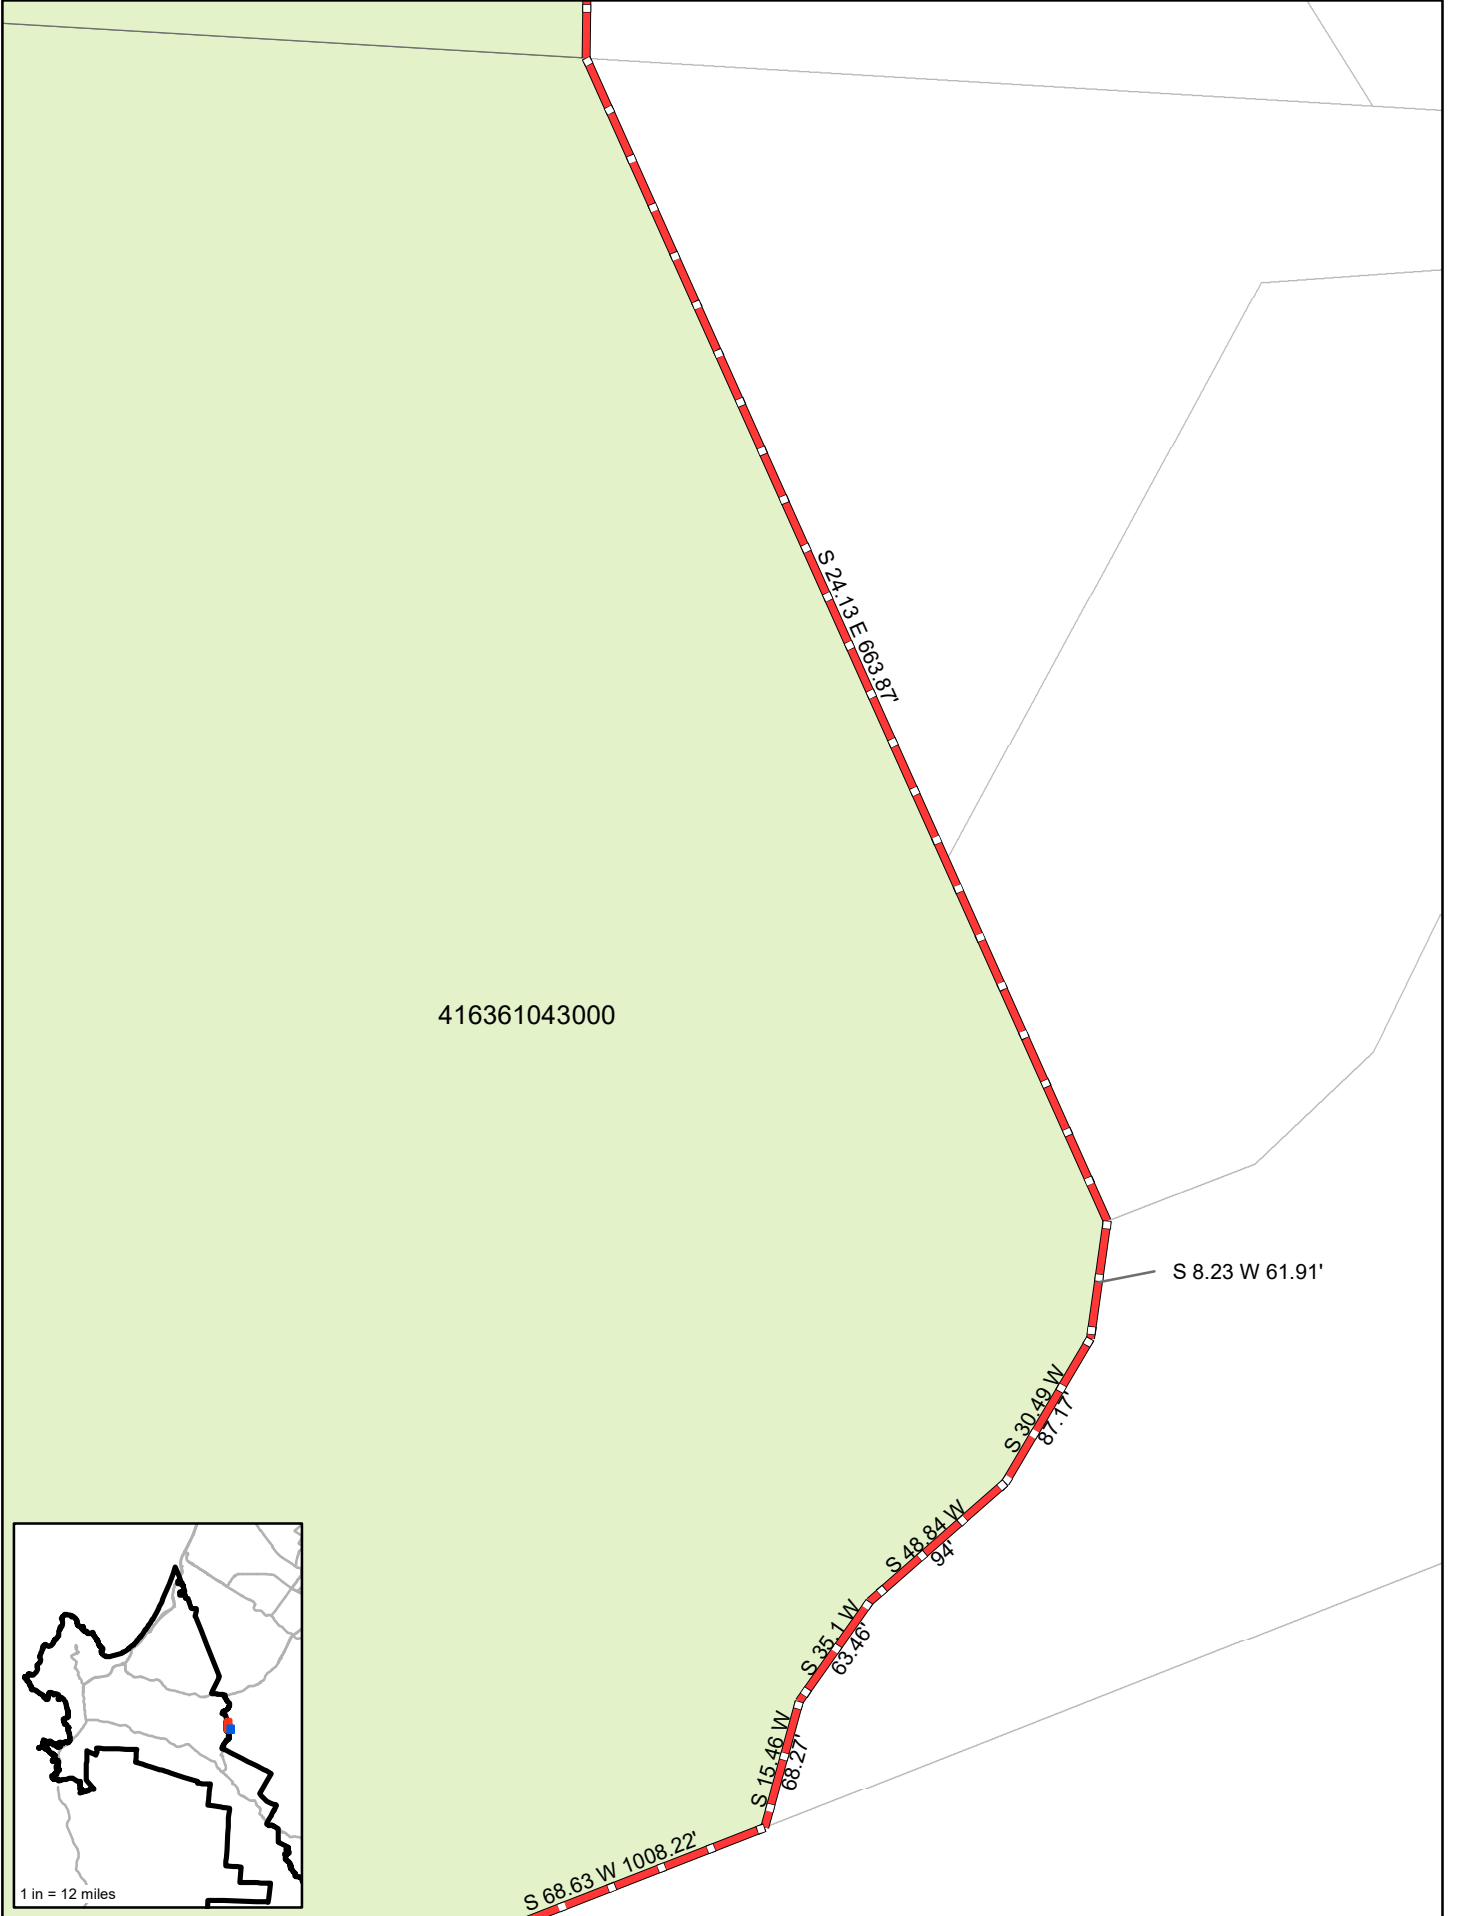 S 24.13 E 663.87'
416361043000
S 8.23 W 61.91'
S 30.49 W
87.17'
S 48.84 W
94'
S 35.1 W
63.46'
S 15.46 W
68.27'
S 68.63 W 1008.22'
1 in = 12 miles